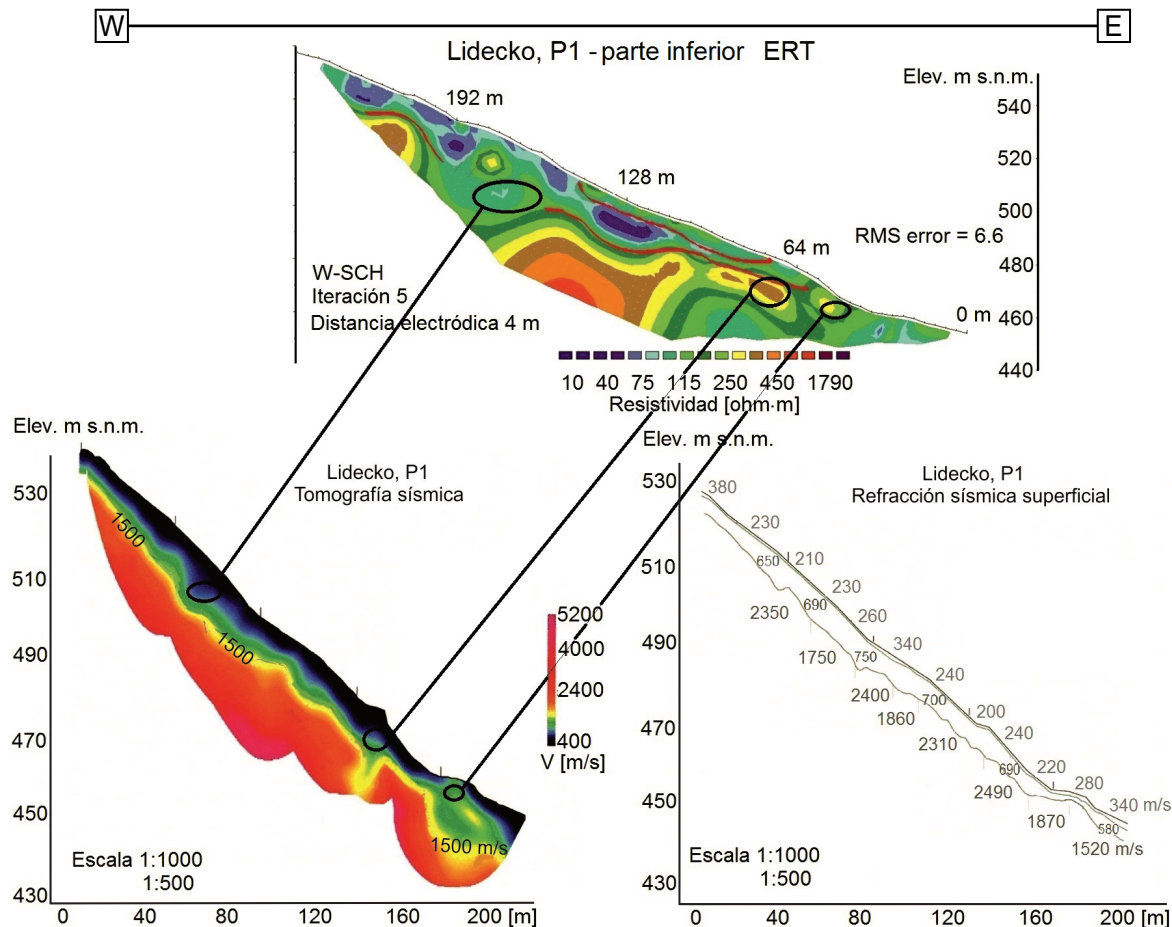 W
E
Lidecko, P1 - parte inferior ERT
Elev. m s.n.m.
192 m
540
520
128 m
500
64 m
RMS error = 6.6
480
W-SCH
Iteración 5
Distancia electródica 4 m
0 m
460
440
10 40 75 115 250 450 1790
Resistividad [ohm·m]
Elev. m s.n.m.
Lidecko, P1
Tomografía sísmica
530
510
490
470
450
430
1500
1500
1500 m/s
5200
4000
2400
400
V [m/s]
Escala 1:1000
1:500
0 40 80 120 160 200 [m]
Elev. m s.n.m.
Lidecko, P1
Refracción sísmica superficial
530
510
490
470
450
430
380
230
210
650
230
2350
690
260
340
1750
750
240
2400
700
200
1860
240
2310
690
220
280
2490
340 m/s
1870
580
1520 m/s
Escala 1:1000
1:500
0 40 80 120 160 200 [m]